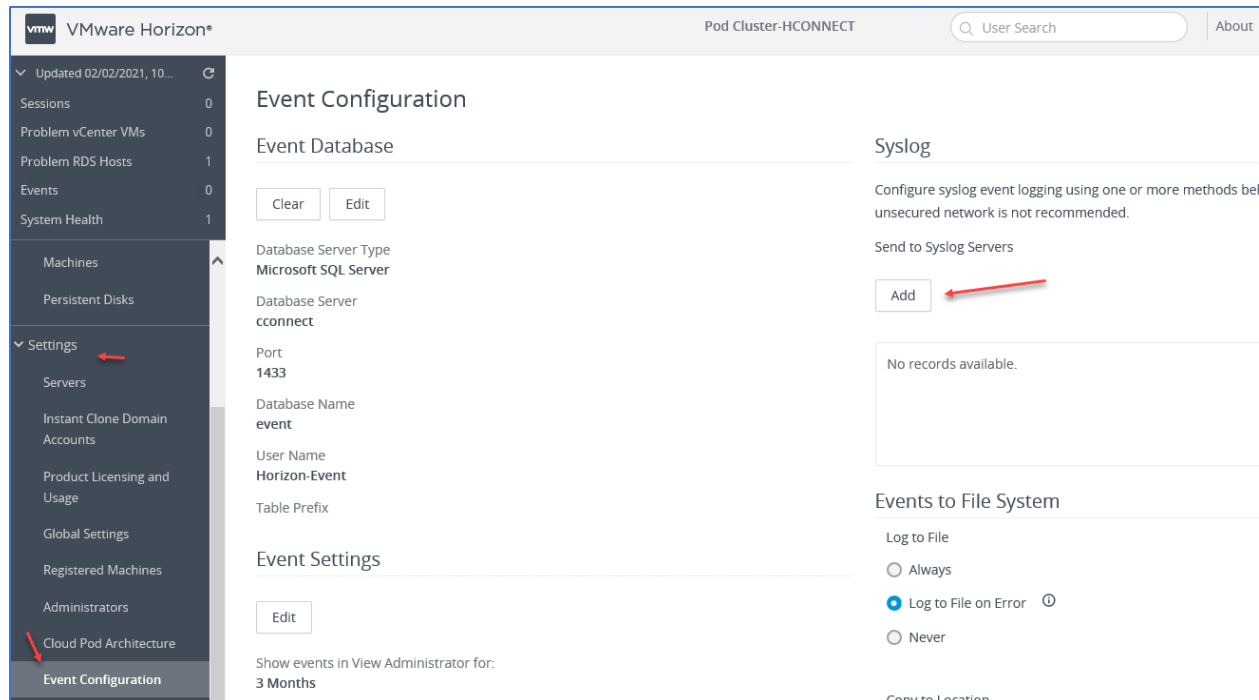 vmw VMware Horizon®
Pod Cluster-HCONNECT
User Search
About
Updated 02/02/2021, 10...
Sessions 0
Problem vCenter VMs 0
Problem RDS Hosts 1
Events 0
System Health 1
Machines
Persistent Disks
Settings
Servers
Instant Clone Domain
Accounts
Product Licensing and
Usage
Global Settings
Registered Machines
Administrators
Cloud Pod Architecture
Event Configuration
Event Configuration
Event Database
Clear Edit
Database Server Type
Microsoft SQL Server
Database Server
cconnect
Port
1433
Database Name
event
User Name
Horizon-Event
Table Prefix
Event Settings
Edit
Show events in View Administrator for:
3 Months
Syslog
Configure syslog event logging using one or more methods
unsecured network is not recommended.
Send to Syslog Servers
Add
No records available.
Events to File System
Log to File
Always
Log to File on Error
Never
Copy to Location